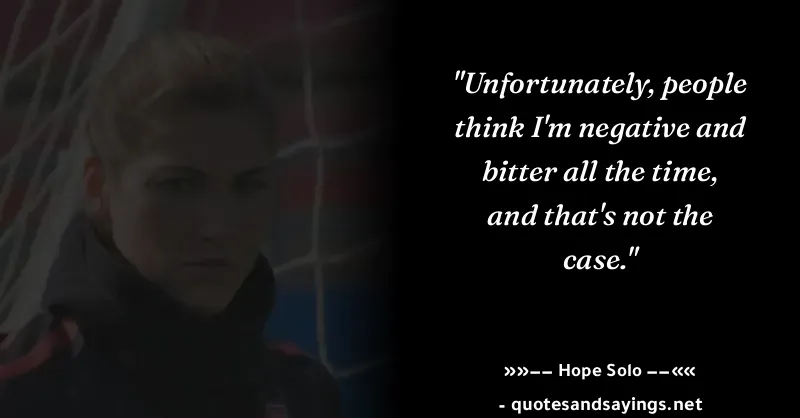 "Unfortunately, people
think I'm negative and
bitter all the time,
and that's not the
case."
»»−− Hope Solo −−««
- quotesandsayings.net